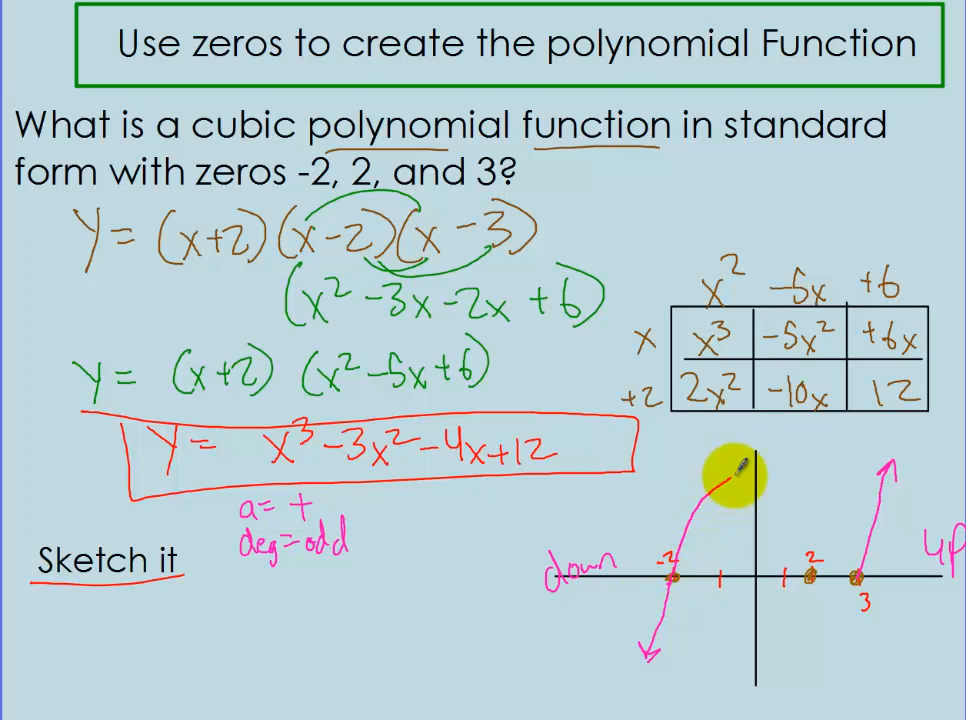 Use zeros to create the polynomial Function
What is a cubic polynomial function in standard
form with zeros -2, 2, and 3?
Y = (x+2)(x-2)(x-3)
(x² -3x -2x +6)
Y = (x+2) (x² -5x+6)
Y = x³ -3x² -4x+12
x² -5x +6
x x³ -5x² +6x
+2 2x² -10x 12
a= +
deg=odd
Sketch it
down
-2
2
3
up